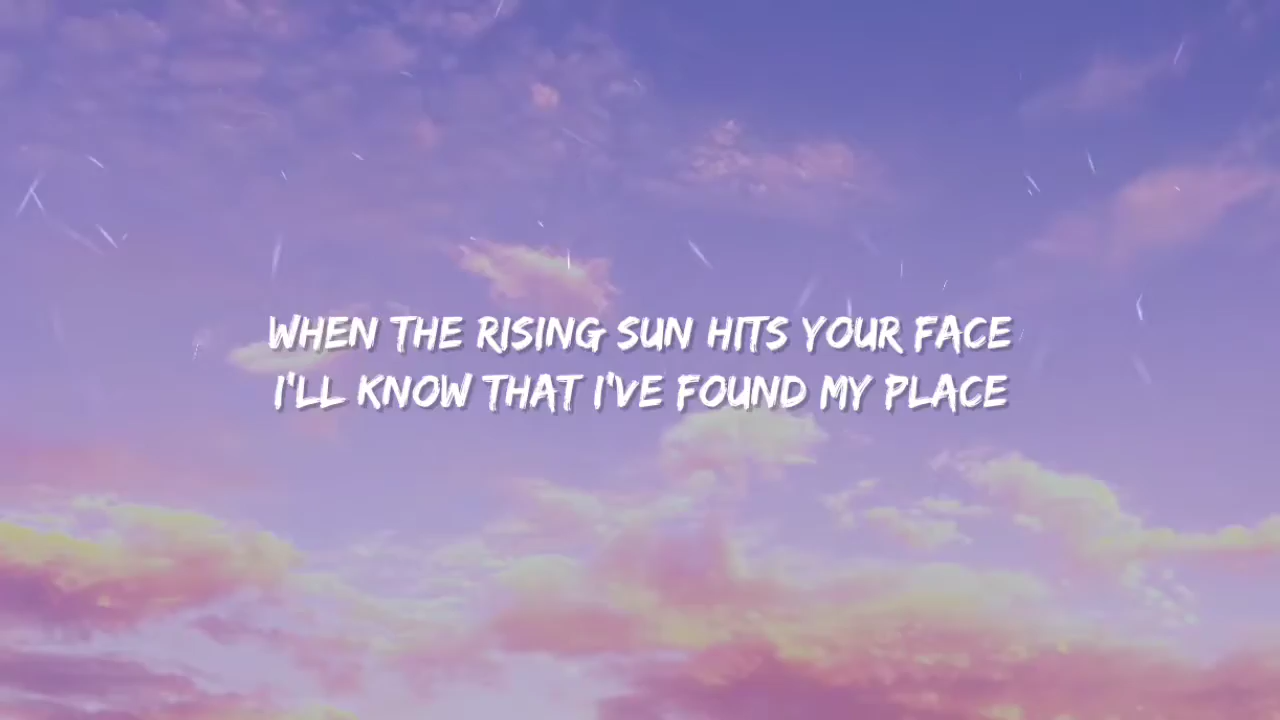 WHEN THE RISING SUN HITS YOUR FACE
I'LL KNOW THAT I'VE FOUND MY PLACE